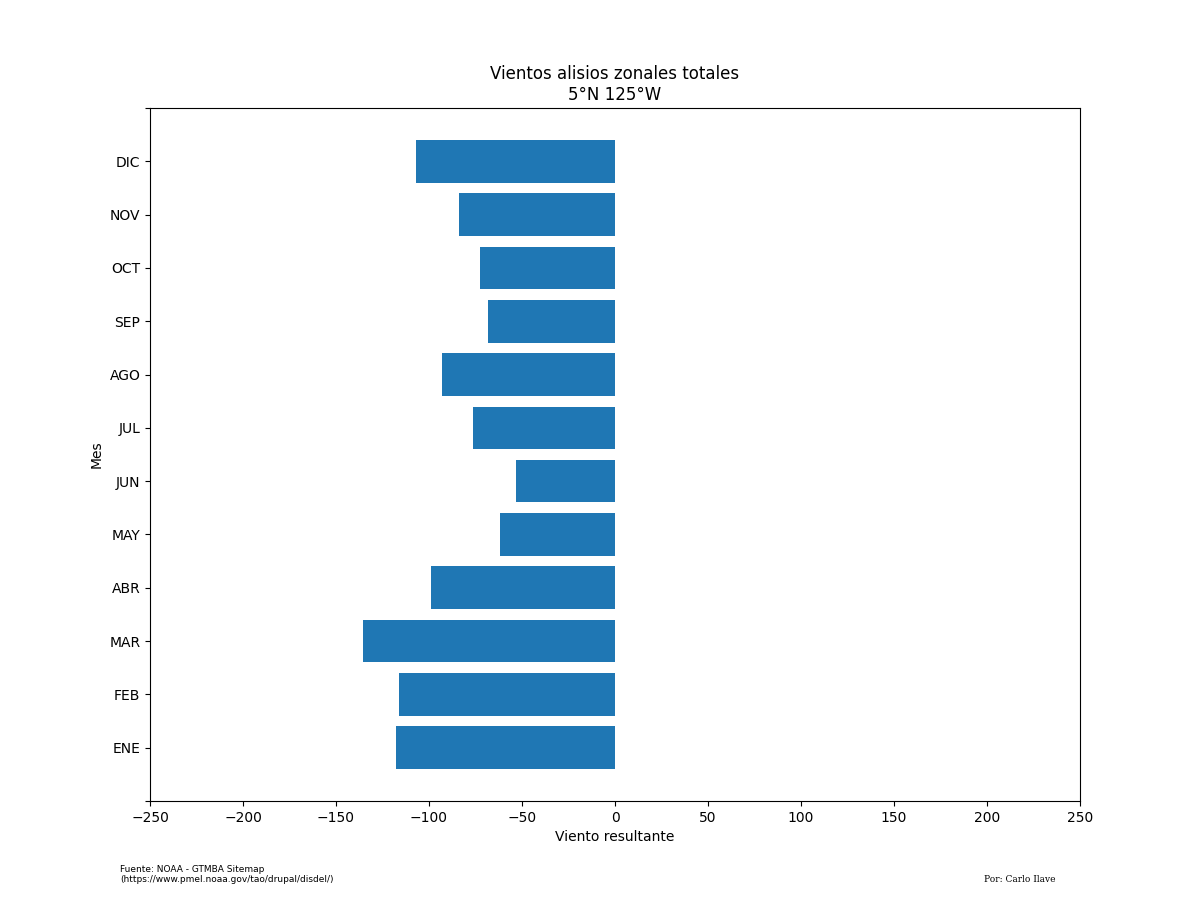 Vientos alisios zonales totales
5°N 125°W
DIC
NOV
OCT
SEP
AGO
JUL
JUN
MAY
ABR
MAR
FEB
ENE
Mes
−250 −200 −150 −100 −50 0 50 100 150 200 250
Viento resultante
Fuente: NOAA - GTMBA Sitemap
(https://www.pmel.noaa.gov/tao/drupal/disdel/)
Por: Carlo Ilave